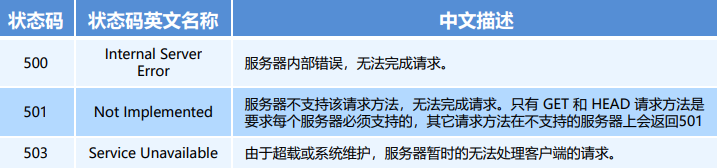 状态码 状态码英文名称 中文描述
500 Internal Server Error 服务器内部错误，无法完成请求。
501 Not Implemented 服务器不支持该请求方法，无法完成请求。只有 GET 和 HEAD 请求方法是
要求每个服务器必须支持的，其它请求方法在不支持的服务器上会返回501
503 Service Unavailable 由于超载或系统维护，服务器暂时的无法处理客户端的请求。